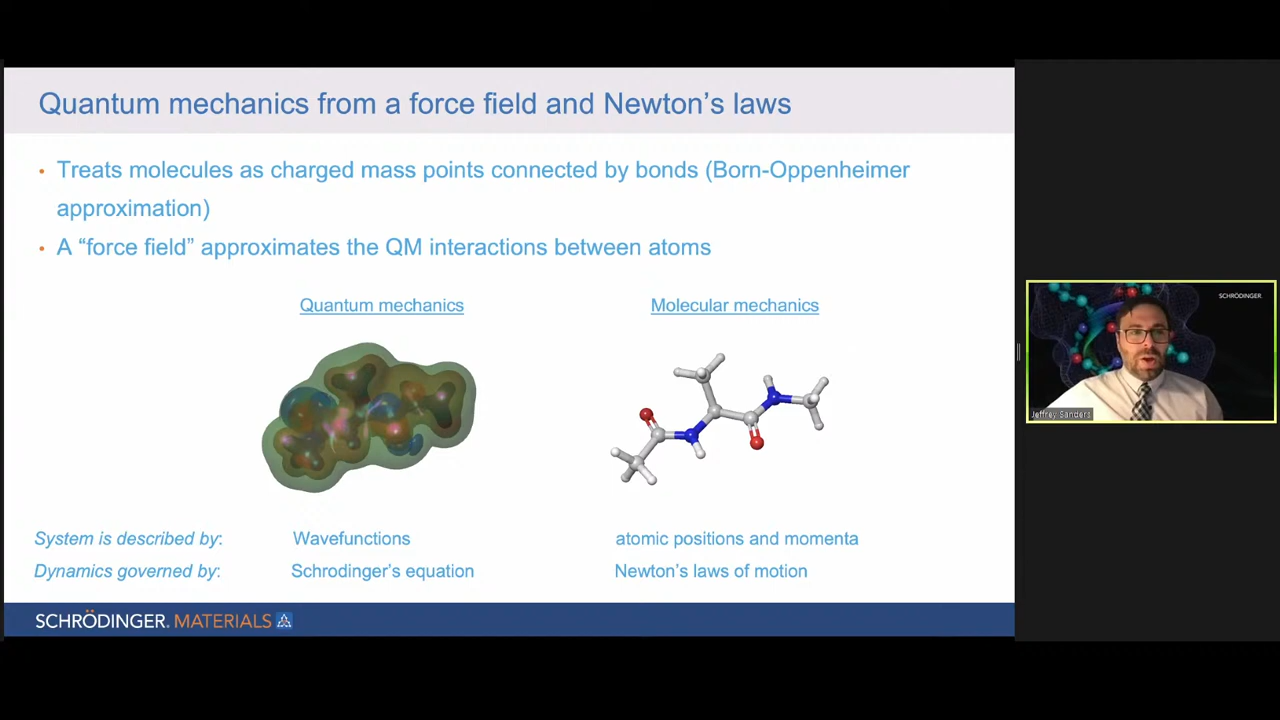 Quantum mechanics from a force field and Newton’s laws
• Treats molecules as charged mass points connected by bonds (Born-Oppenheimer
approximation)
• A “force field” approximates the QM interactions between atoms
Quantum mechanics
Molecular mechanics
System is described by:
Wavefunctions
atomic positions and momenta
Dynamics governed by:
Schrodinger’s equation
Newton’s laws of motion
SCHRÖDINGER. MATERIALS
SCHRÖDINGER.
Jeffrey Sanders